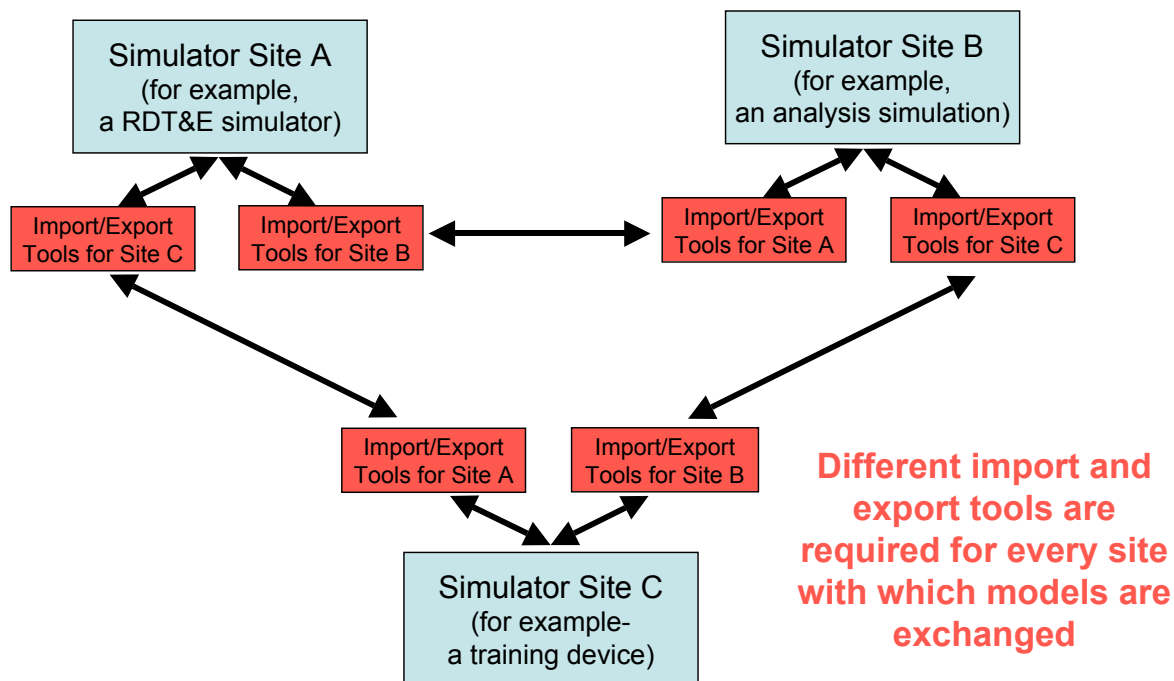 Simulator Site A
(for example,
a RDT&E simulator)
Simulator Site B
(for example,
an analysis simulation)
Import/Export
Tools for Site C
Import/Export
Tools for Site B
Import/Export
Tools for Site A
Import/Export
Tools for Site C
Import/Export
Tools for Site A
Import/Export
Tools for Site B
Simulator Site C
(for example-
a training device)
Different import and
export tools are
required for every site
with which models are
exchanged